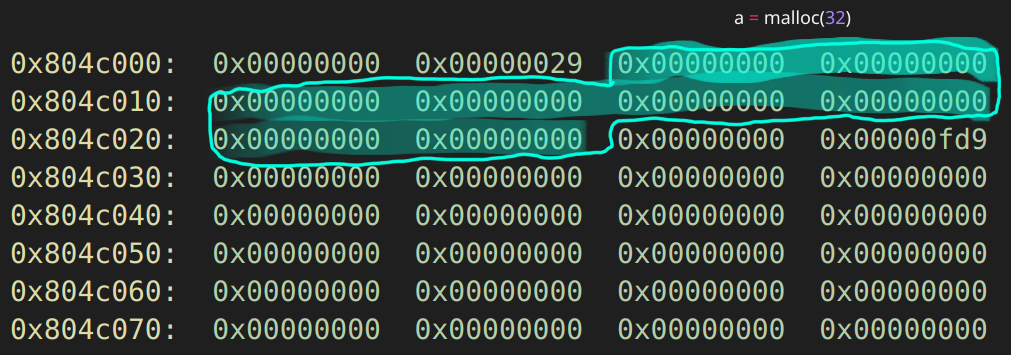 a = malloc(32)
0x804c000: 0x00000000 0x00000029 0x00000000 0x00000000
0x804c010: 0x00000000 0x00000000 0x00000000 0x00000000
0x804c020: 0x00000000 0x00000000 0x00000000 0x00000fd9
0x804c030: 0x00000000 0x00000000 0x00000000 0x00000000
0x804c040: 0x00000000 0x00000000 0x00000000 0x00000000
0x804c050: 0x00000000 0x00000000 0x00000000 0x00000000
0x804c060: 0x00000000 0x00000000 0x00000000 0x00000000
0x804c070: 0x00000000 0x00000000 0x00000000 0x00000000